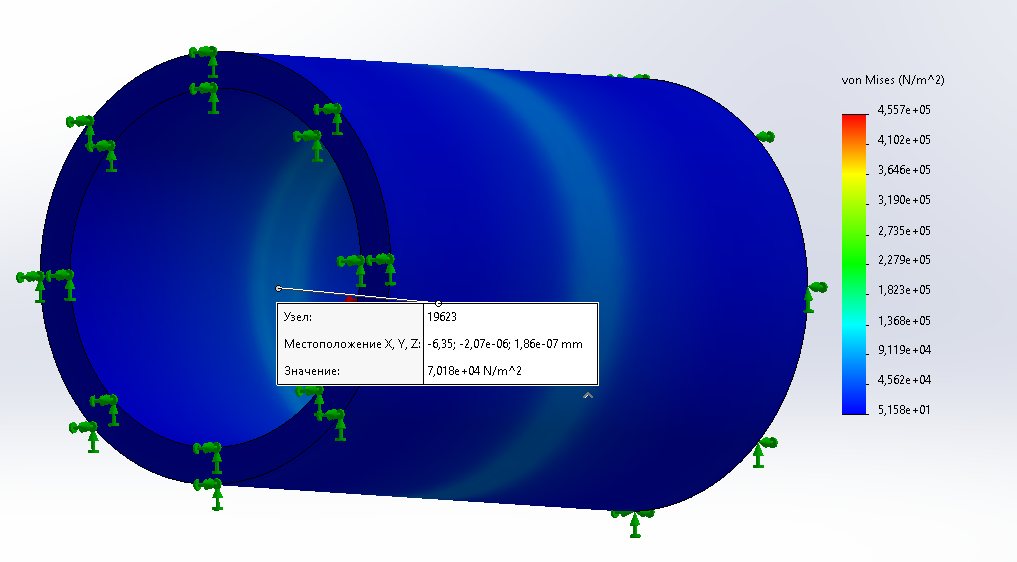 von Mises (N/m^2)
4,557e+05
4,102e+05
3,646e+05
3,190e+05
2,735e+05
2,279e+05
1,823e+05
1,368e+05
9,119e+04
4,562e+04
5,158e+01
Узел: 19623
Местоположение X, Y, Z: -6,35; -2,07e-06; 1,86e-07 mm
Значение: 7,018e+04 N/m^2